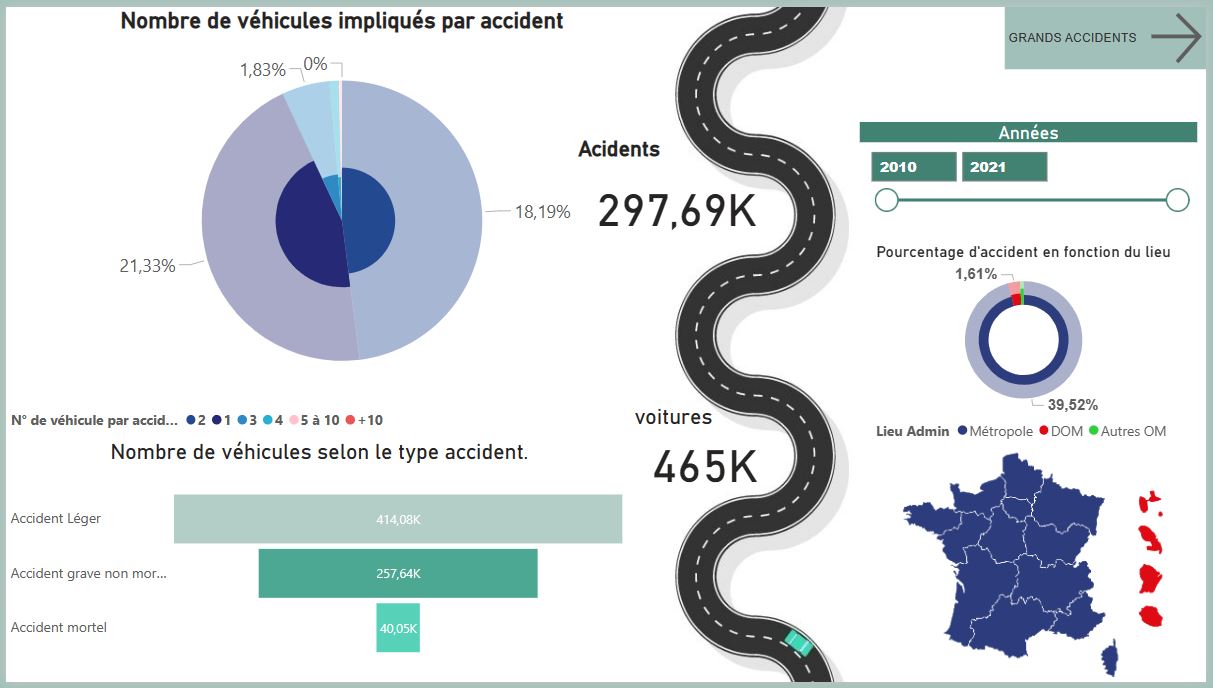 Nombre de véhicules impliqués par accident
1,83%
0%
18,19%
21,33%
N° de véhicule par accid... 2 1 3 4 5 à 10 +10
Nombre de véhicules selon le type accident.
Accident Léger
414,08K
Accident grave non mor...
257,64K
Accident mortel
40,05K
Acidents
297,69K
voitures
465K
GRANDS ACCIDENTS
Années
2010 2021
Pourcentage d'accident en fonction du lieu
1,61%
39,52%
Lieu Admin Métropole DOM Autres OM